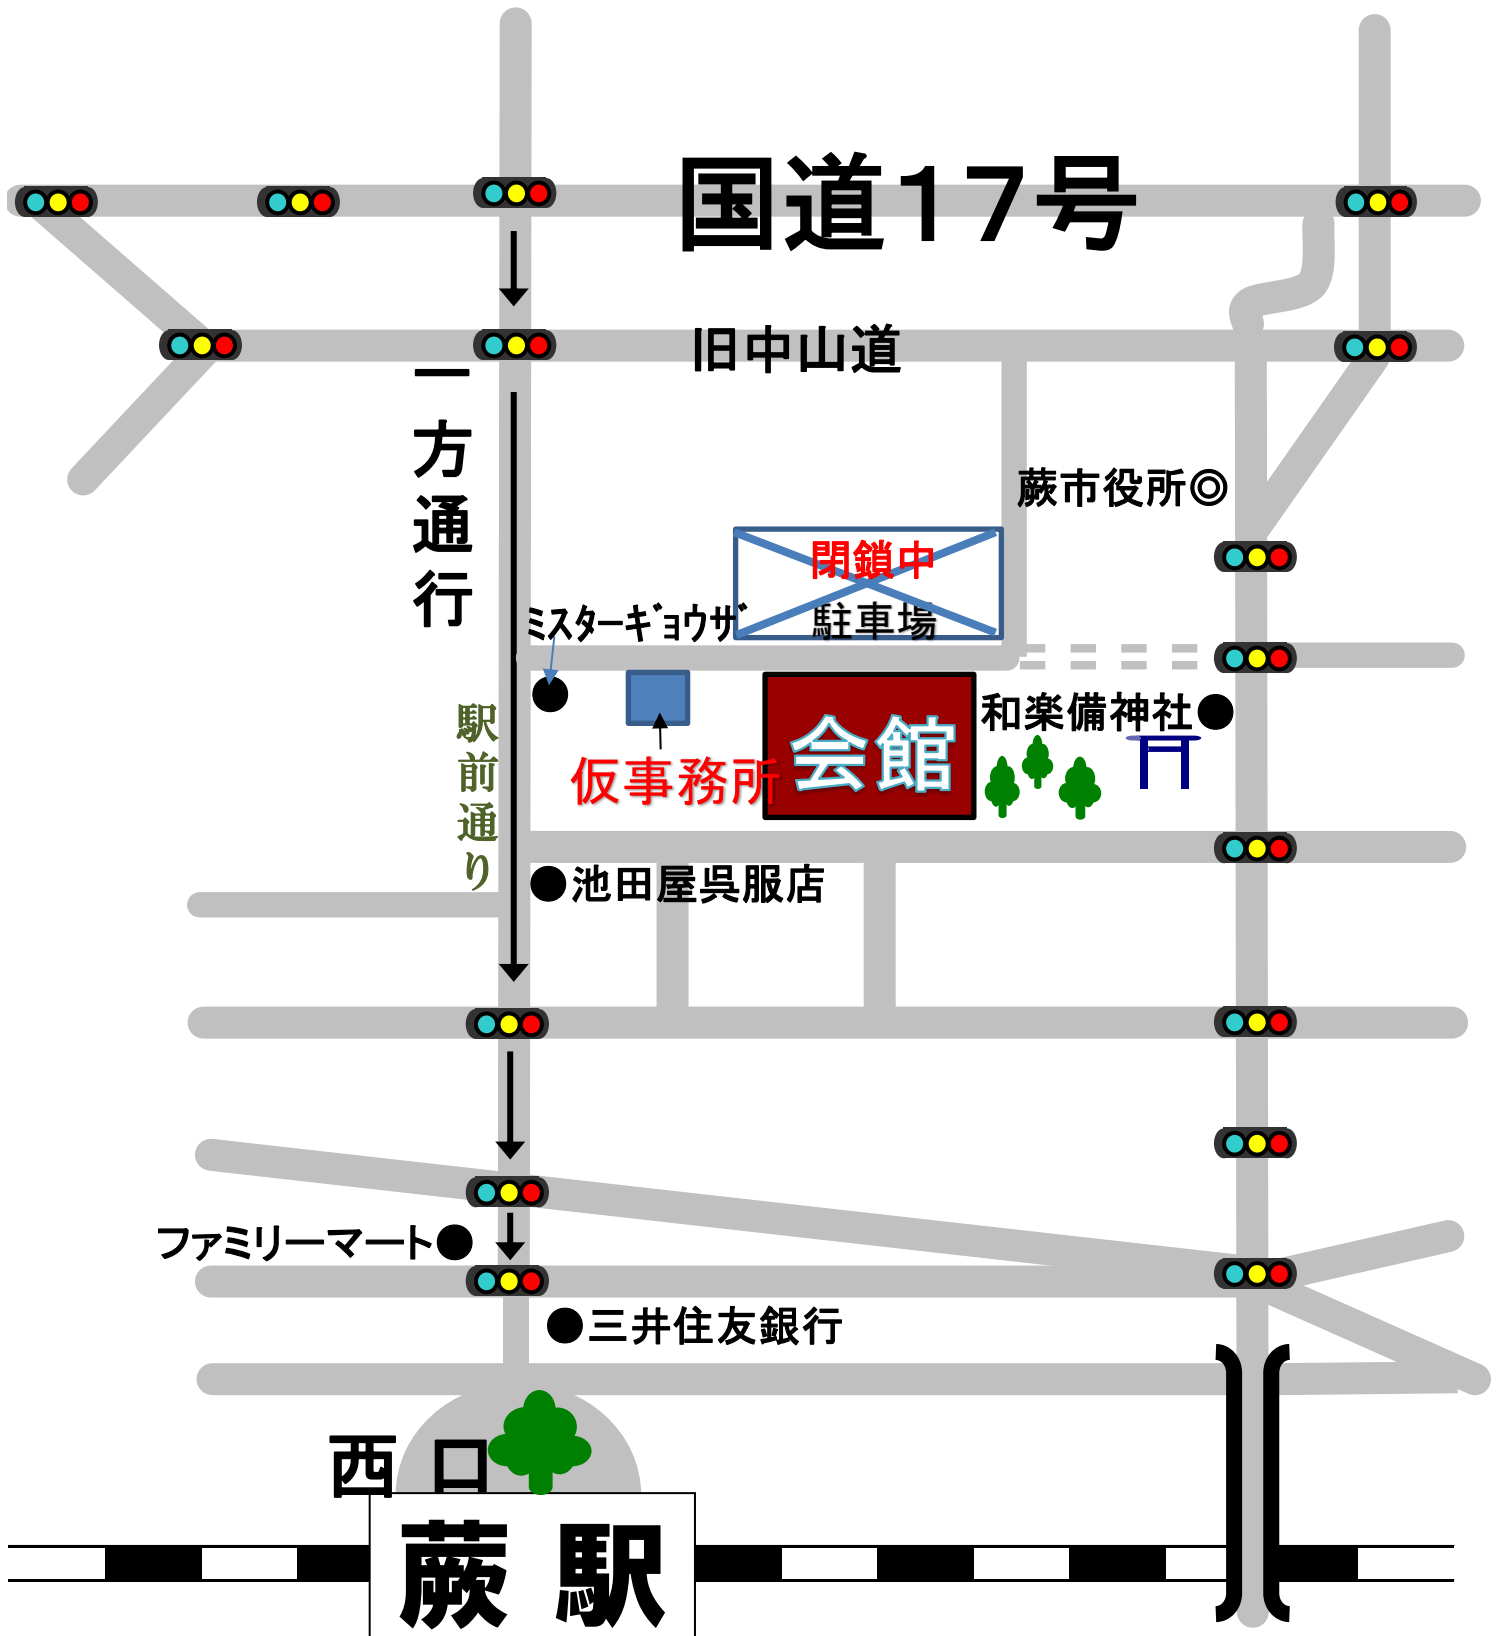 国道１７号
旧中山道
一方通行
蕨市役所◎
閉鎖中
駐車場
ﾐｽﾀｰｷﾞｮｳｻﾞ
和楽備神社●
会館
仮事務所
駅前通り
●池田屋呉服店
ファミリーマート●
●三井住友銀行
西口
蕨駅